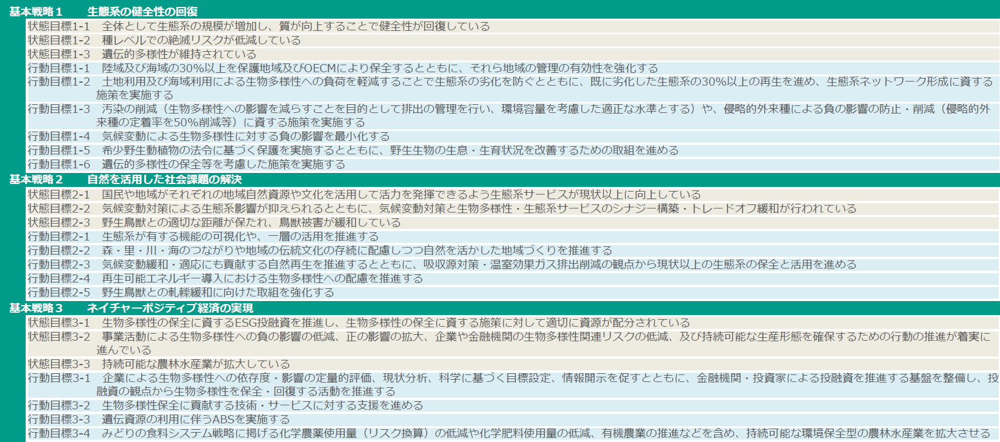 基本戦略１　　生態系の健全性の回復
状態目標1-1　全体として生態系の規模が増加し、質が向上することで健全性が回復している
状態目標1-2　種レベルでの絶滅リスクが低減している
状態目標1-3　遺伝的多様性が維持されている
行動目標1-1　陸域及び海域の30%以上を保護地域及びOECMにより保全するとともに、それら地域の管理の有効性を強化する
行動目標1-2　土地利用及び海域利用による生物多様性への負荷を軽減することで生態系の劣化を防ぐとともに、既に劣化した生態系の30%以上の再生を進め、生態系ネットワーク形成に資する
施策を実施する
行動目標1-3　汚染の削減（生物多様性への影響を減らすことを目的として排出の管理を行い、環境容量を考慮した適正な水準とする）や、侵略的外来種による負の影響の防止・削減（侵略的外
来種の定着率を50%削減等）に資する施策を実施する
行動目標1-4　気候変動による生物多様性に対する負の影響を最小化する
行動目標1-5　希少野生動植物の法令に基づく保護を実施するとともに、野生生物の生息・生育状況を改善するための取組を進める
行動目標1-6　遺伝的多様性の保全等を考慮した施策を実施する
基本戦略２　　自然を活用した社会課題の解決
状態目標2-1　国民や地域がそれぞれの地域自然資源や文化を活用して活力を発揮できるよう生態系サービスが現状以上に向上している
状態目標2-2　気候変動対策による生態系影響が抑えられるとともに、気候変動対策と生物多様性・生態系サービスのシナジー構築・トレードオフ緩和が行われている
状態目標2-3　野生鳥獣との適切な距離が保たれ、鳥獣被害が緩和している
行動目標2-1　生態系が有する機能の可視化や、一層の活用を推進する
行動目標2-2　森・里・川・海のつながりや地域の伝統文化の存続に配慮しつつ自然を活かした地域づくりを推進する
行動目標2-3　気候変動緩和・適応にも貢献する自然再生を推進するとともに、吸収源対策・温室効果ガス排出削減の観点から現状以上の生態系の保全と活用を進める
行動目標2-4　再生可能エネルギー導入における生物多様性への配慮を推進する
行動目標2-5　野生鳥獣との軋轢緩和に向けた取組を強化する
基本戦略３　　ネイチャーポジティブ経済の実現
状態目標3-1　生物多様性の保全に資するESG投融資を推進し、生物多様性の保全に資する施策に対して適切に資源が配分されている
状態目標3-2　事業活動による生物多様性への負の影響の低減、正の影響の拡大、企業や金融機関の生物多様性関連リスクの低減、及び持続可能な生産形態を確保するための行動の推進が着実に
進んでいる
状態目標3-3　持続可能な農林水産業が拡大している
行動目標3-1　企業による生物多様性への依存度・影響の定量的評価、現状分析、科学に基づく目標設定、情報開示を促すとともに、金融機関・投資家による投融資を推進する基盤を整備し、投
融資の観点から生物多様性を保全・回復する活動を推進する
行動目標3-2　生物多様性保全に貢献する技術・サービスに対する支援を進める
行動目標3-3　遺伝資源の利用に伴うABSを実施する
行動目標3-4　みどりの食料システム戦略に掲げる化学農薬使用量（リスク換算）の低減や化学肥料使用量の低減、有機農業の推進などを含め、持続可能な環境保全型の農林水産業を拡大させる